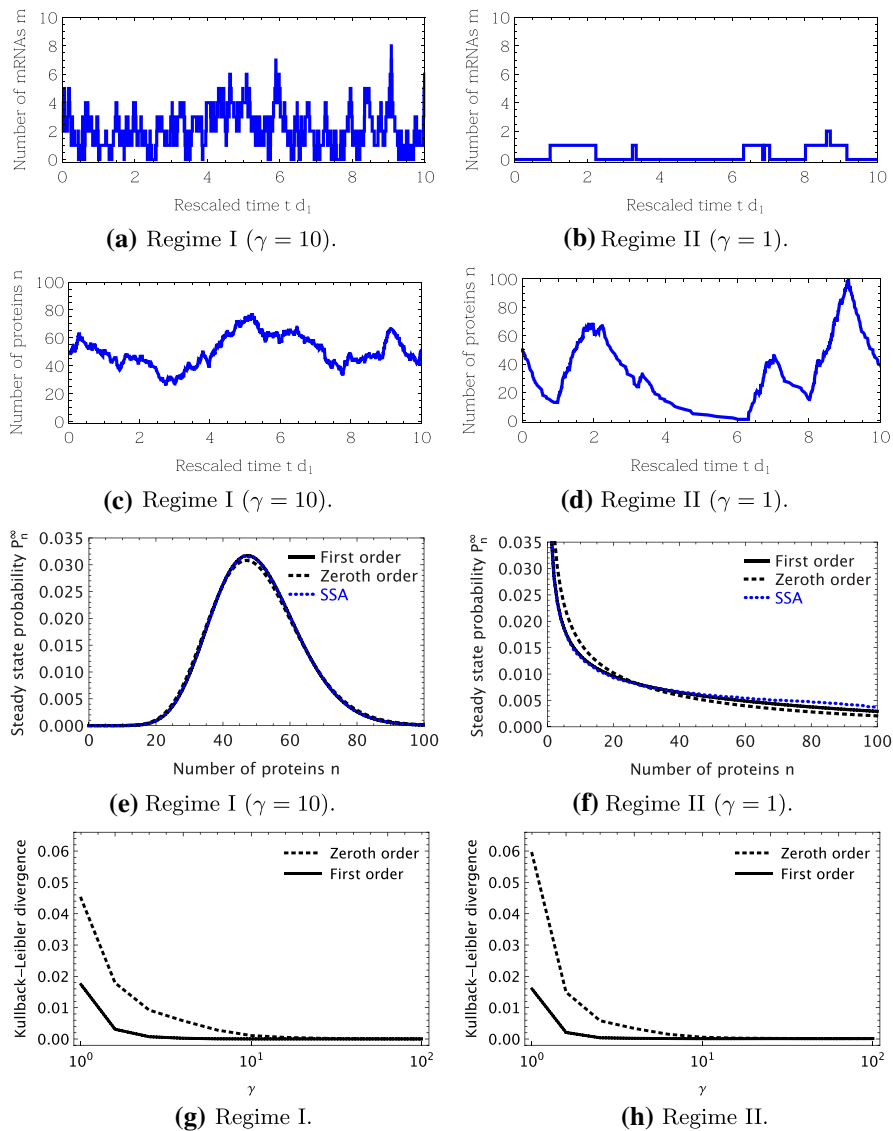 Number of mRNAs m
10
8
6
4
2
0
0 2 4 6 8 10
Rescaled time t d₁
(a) Regime I (γ = 10).
Number of mRNAs m
10
8
6
4
2
0
0 2 4 6 8 10
Rescaled time t d₁
(b) Regime II (γ = 1).
Number of proteins n
100
80
60
40
20
0
0 2 4 6 8 10
Rescaled time t d₁
(c) Regime I (γ = 10).
Number of proteins n
100
80
60
40
20
0
0 2 4 6 8 10
Rescaled time t d₁
(d) Regime II (γ = 1).
Steady state probability Pₙ^∞
0.035
0.030
0.025
0.020
0.015
0.010
0.005
0.000
First order
Zeroth order
SSA
0 20 40 60 80 100
Number of proteins n
(e) Regime I (γ = 10).
Steady state probability Pₙ^∞
0.035
0.030
0.025
0.020
0.015
0.010
0.005
0.000
First order
Zeroth order
SSA
0 20 40 60 80 100
Number of proteins n
(f) Regime II (γ = 1).
Kullback–Leibler divergence
0.06
0.05
0.04
0.03
0.02
0.01
0.00
Zeroth order
First order
10⁰ 10¹ 10²
γ
(g) Regime I.
Kullback–Leibler divergence
0.06
0.05
0.04
0.03
0.02
0.01
0.00
Zeroth order
First order
10⁰ 10¹ 10²
γ
(h) Regime II.